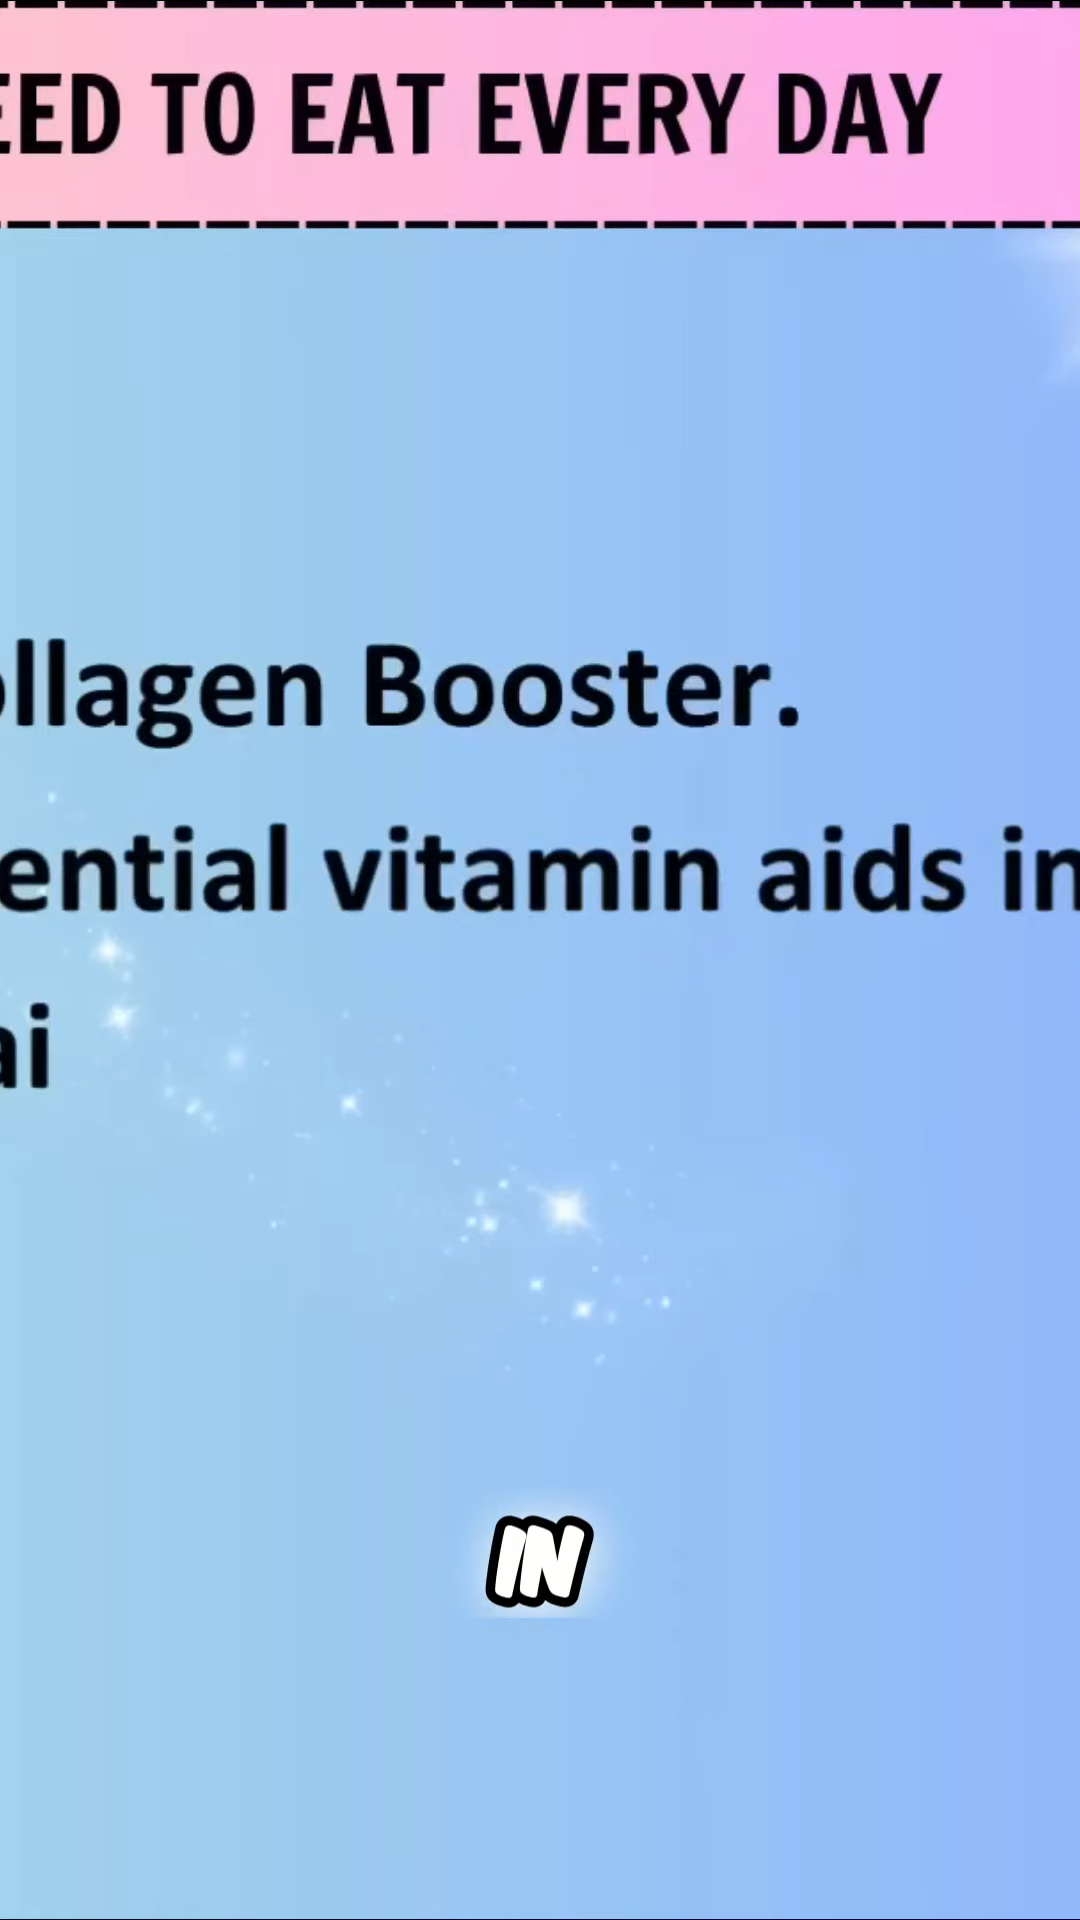 EED TO EAT EVERY DAY
ollagen Booster.
ential vitamin aids in
ai
IN